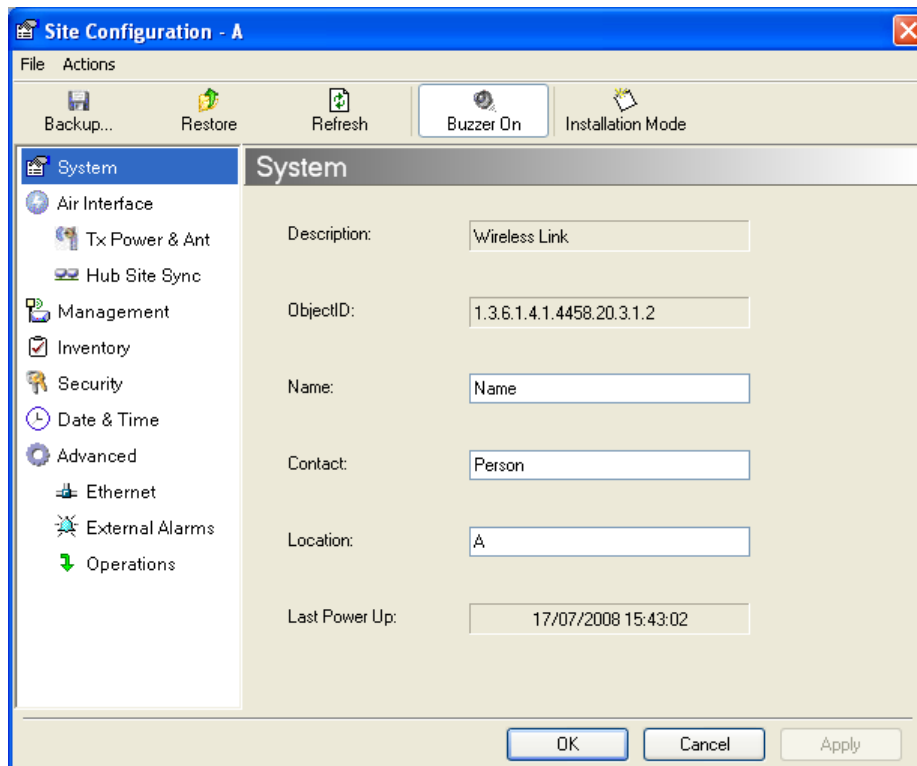 Site Configuration - A
File Actions
Backup... Restore Refresh Buzzer On Installation Mode
System
System
Air Interface
Tx Power & Ant
Description: Wireless Link
Hub Site Sync
ObjectID: 1.3.6.1.4.1.4458.20.3.1.2
Management
Inventory
Security
Name: Name
Date & Time
Advanced
Contact: Person
Ethernet
External Alarms
Location: A
Operations
Last Power Up: 17/07/2008 15:43:02
OK Cancel Apply